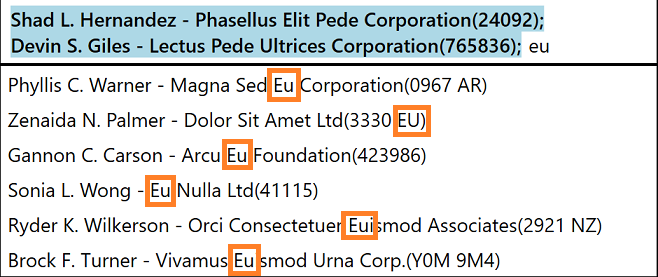 Shad L. Hernandez - Phasellus Elit Pede Corporation(24092);
Devin S. Giles - Lectus Pede Ultrices Corporation(765836); eu
Phyllis C. Warner - Magna Sed Eu Corporation(0967 AR)
Zenaida N. Palmer - Dolor Sit Amet Ltd(3330 EU)
Gannon C. Carson - Arcu Eu Foundation(423986)
Sonia L. Wong - Eu Nulla Ltd(41115)
Ryder K. Wilkerson - Orci Consectetuer Euismod Associates(2921 NZ)
Brock F. Turner - Vivamus Euismod Urna Corp.(Y0M 9M4)